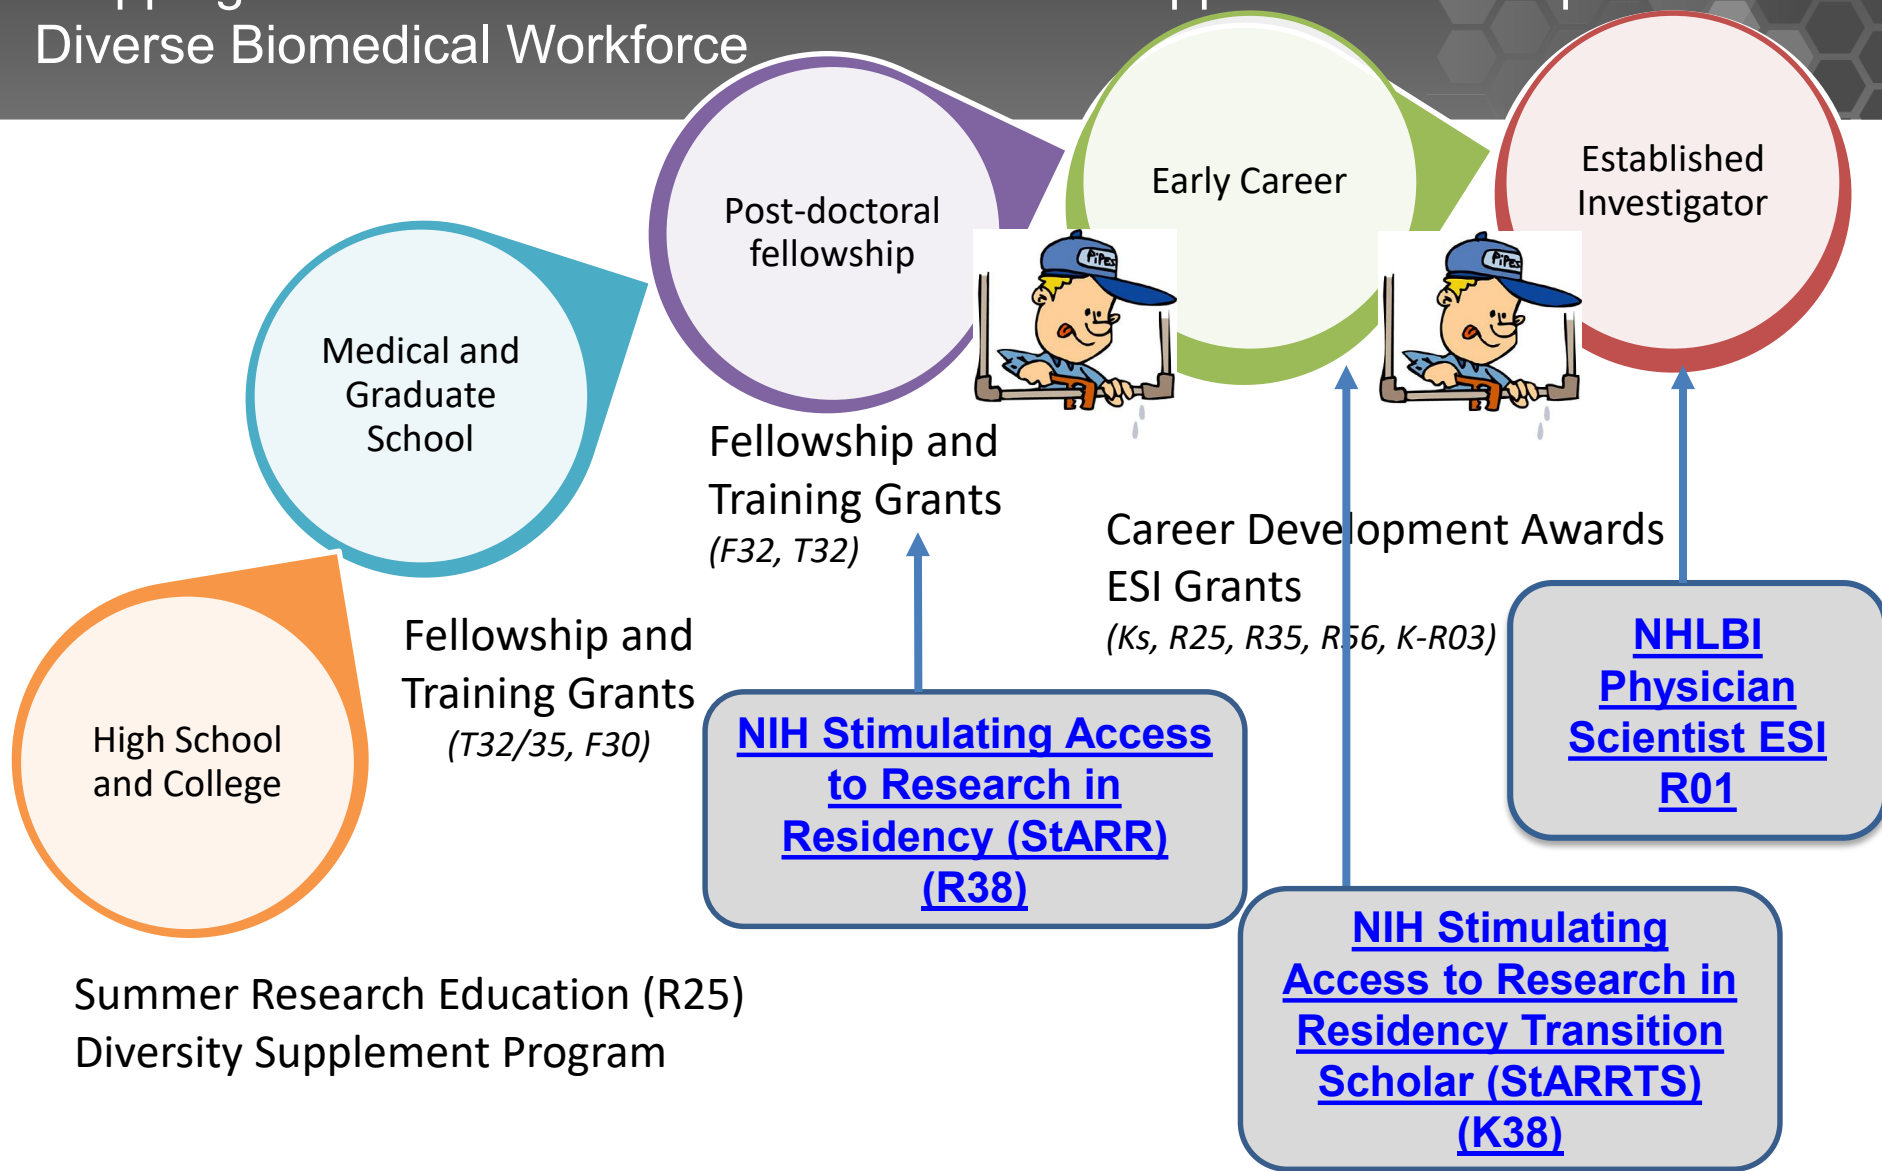 Diverse Biomedical Workforce
Established
Investigator
Early Career
Post-doctoral
fellowship
PiPes
PiPes
Medical and
Graduate
School
Fellowship and
Training Grants
(F32, T32)
Career Development Awards
ESI Grants
(Ks, R25, R35, R56, K-R03)
Fellowship and
Training Grants
(T32/35, F30)
High School
and College
NHLBI
Physician
Scientist ESI
R01
NIH Stimulating Access
to Research in
Residency (StARR)
(R38)
NIH Stimulating
Access to Research in
Residency Transition
Scholar (StARRTS)
(K38)
Summer Research Education (R25)
Diversity Supplement Program